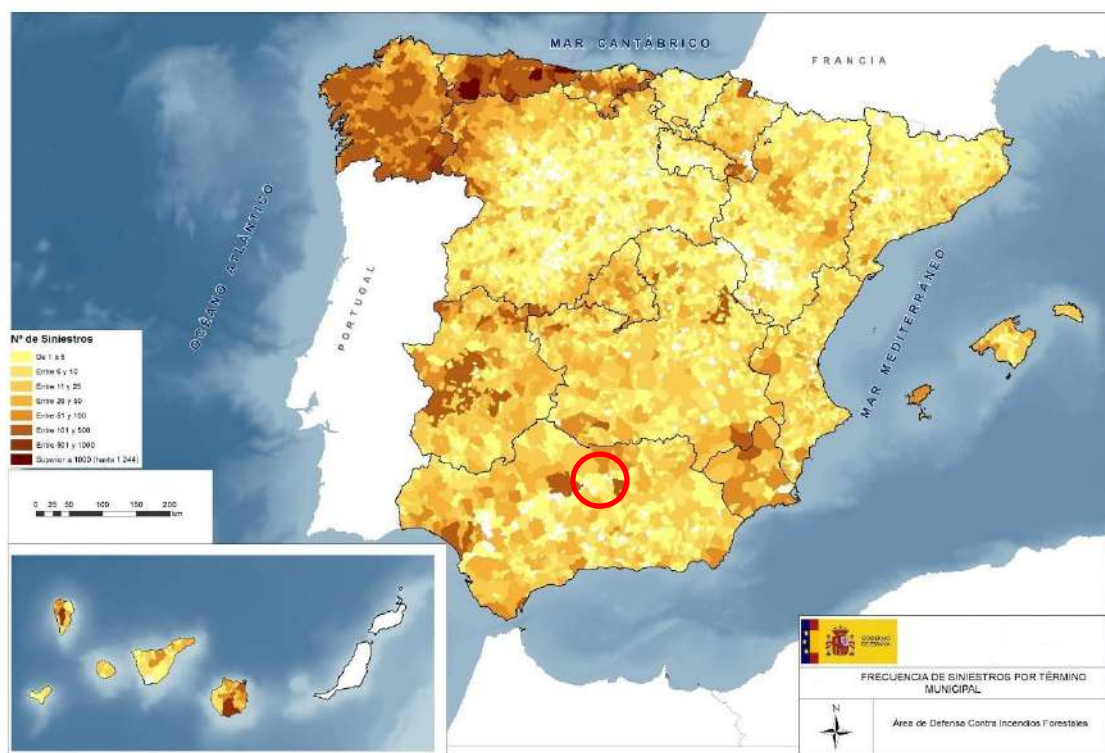 MAR CANTÁBRICO
FRANCIA
OCÉANO ATLÁNTICO
PORTUGAL
MAR MEDITERRÁNEO
Nº de Siniestros
De 1 a 5
Entre 6 y 10
Entre 11 y 25
Entre 26 y 50
Entre 51 y 100
Entre 101 y 500
Entre 501 y 1000
Superior a 1000 (hasta 1.244)
0 25 50 100 150 200
km
GOBIERNO
DE ESPAÑA
FRECUENCIA DE SINIESTROS POR TÉRMINO
MUNICIPAL
N
Área de Defensa Contra Incendios Forestales